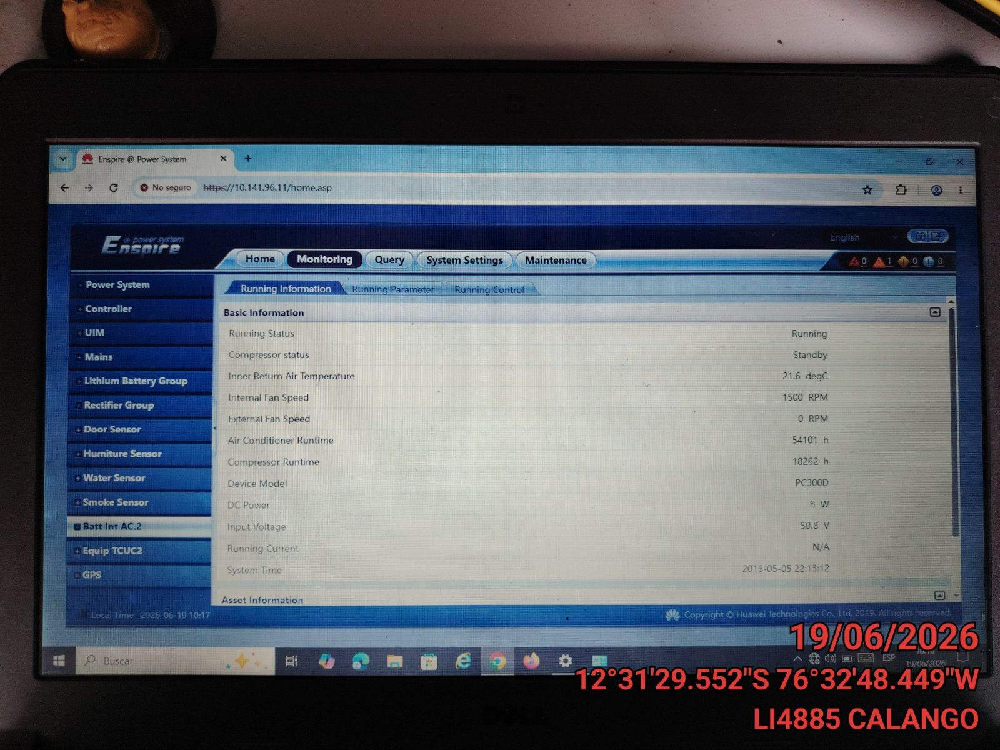 Enspire @ Power System
No seguro https://10.141.96.11/home.asp
English
Enspire @ power system
Home Monitoring Query System Settings Maintenance
0 1 0 0
Running Information Running Parameter Running Control
Power System
Controller
UIM
Mains
Lithium Battery Group
Rectifier Group
Door Sensor
Humiture Sensor
Water Sensor
Smoke Sensor
Batt Int AC.2
Equip TCUC2
GPS
Basic Information
Running Status Running
Compressor status Standby
Inner Return Air Temperature 21.6 degC
Internal Fan Speed 1500 RPM
External Fan Speed 0 RPM
Air Conditioner Runtime 54101 h
Compressor Runtime 18262 h
Device Model PC300D
DC Power 6 W
Input Voltage 50.8 V
Running Current N/A
System Time 2016-05-05 22:13:12
Asset Information
Local Time 2026-06-19 10:17
Copyright © Huawei Technologies Co., Ltd. 2019. All rights reserved.
Buscar
ESP
19/06/2026
19/06/2026
12°31'29.552"S 76°32'48.449"W
LI4885 CALANGO